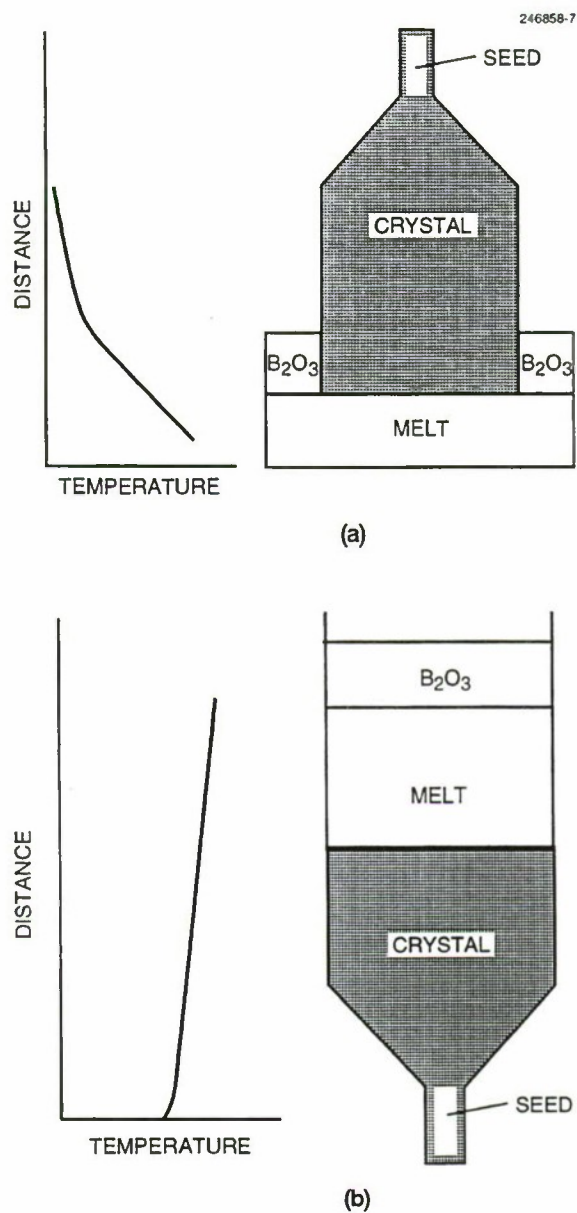 246858-7
SEED
DISTANCE
CRYSTAL
B₂O₃
B₂O₃
MELT
TEMPERATURE
(a)
B₂O₃
MELT
DISTANCE
CRYSTAL
SEED
TEMPERATURE
(b)